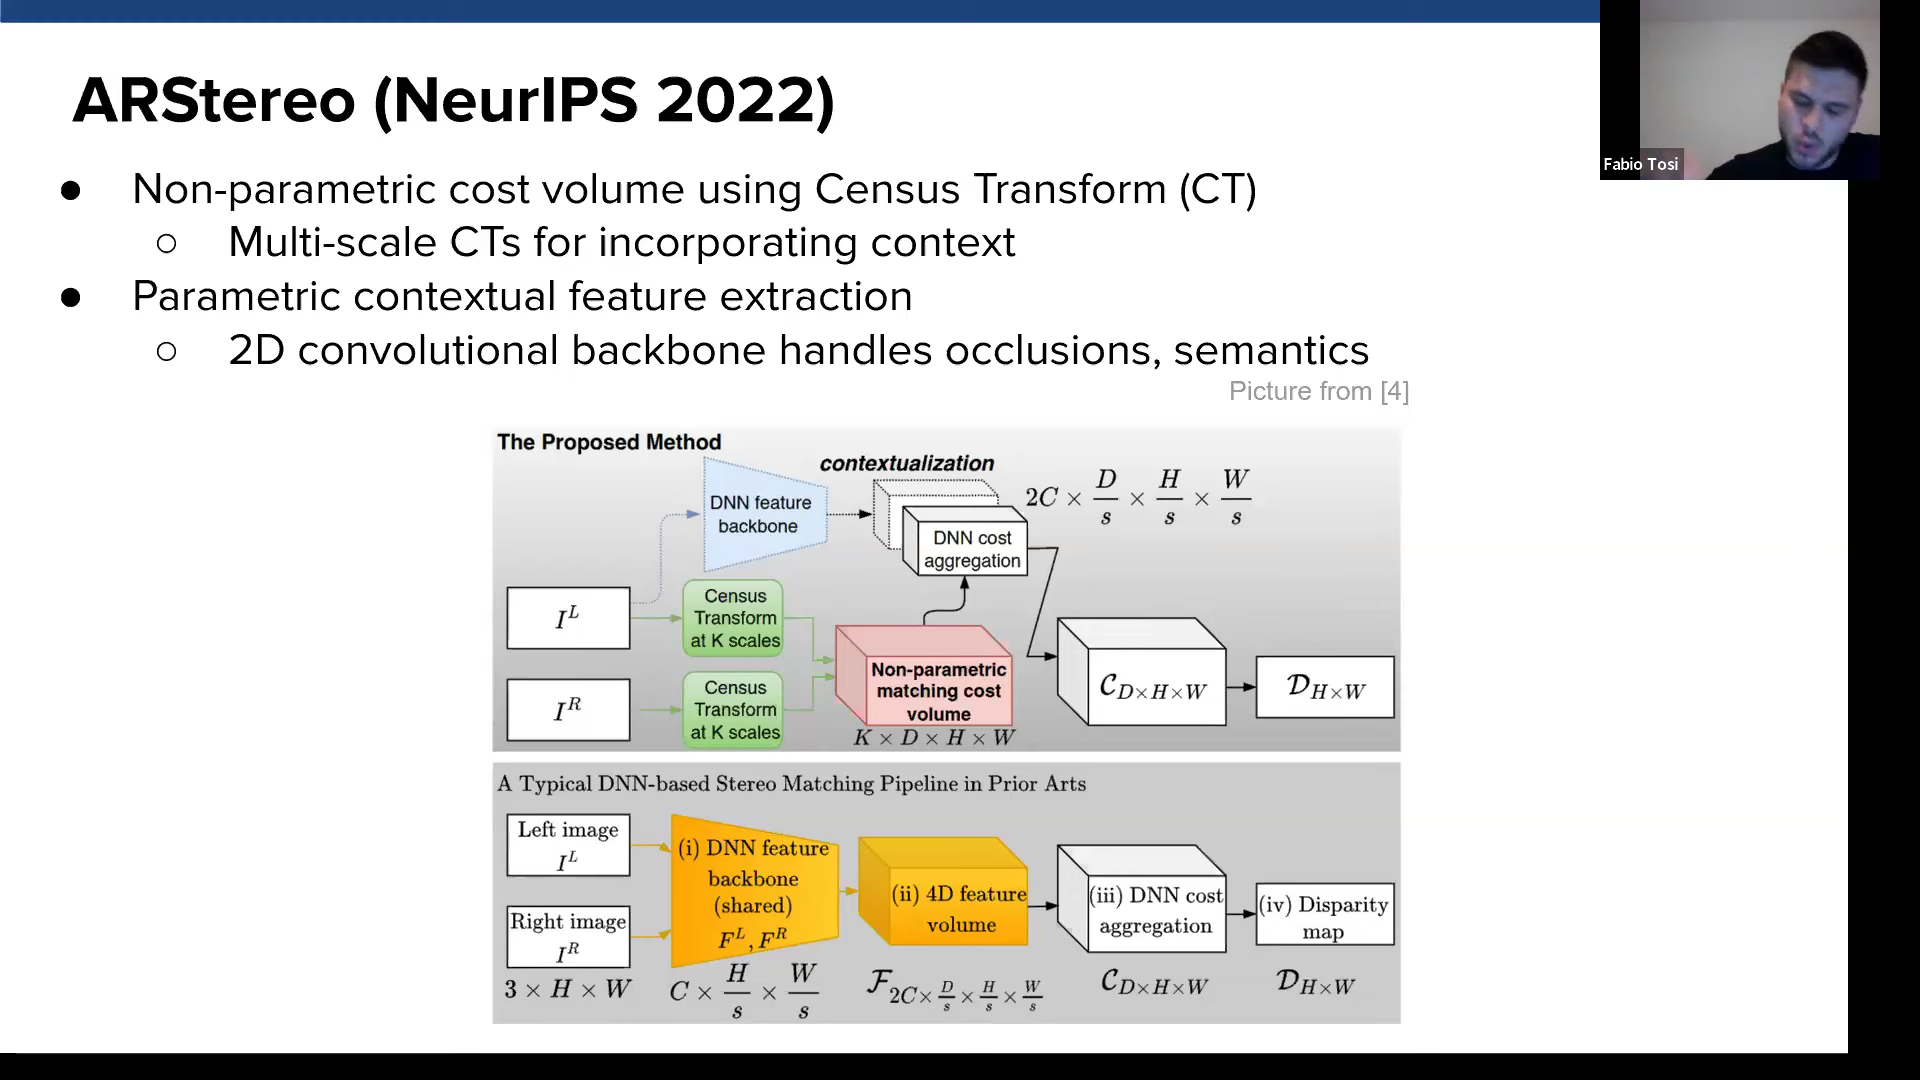 ARStereo (NeurIPS 2022)
Fabio Tosi
● Non-parametric cost volume using Census Transform (CT)
○ Multi-scale CTs for incorporating context
● Parametric contextual feature extraction
○ 2D convolutional backbone handles occlusions, semantics
Picture from [4]
The Proposed Method
contextualization
2C × D/s × H/s × W/s
DNN feature
backbone
DNN cost
aggregation
I^L
Census
Transform
at K scales
I^R
Census
Transform
at K scales
Non-parametric
matching cost
volume
K × D × H × W
C_{D×H×W}
D_{H×W}
A Typical DNN-based Stereo Matching Pipeline in Prior Arts
Left image
I^L
Right image
I^R
3 × H × W
(i) DNN feature
backbone
(shared)
F^L, F^R
C × H/s × W/s
(ii) 4D feature
volume
F_{2C×D/s×H/s×W/s}
(iii) DNN cost
aggregation
C_{D×H×W}
(iv) Disparity
map
D_{H×W}